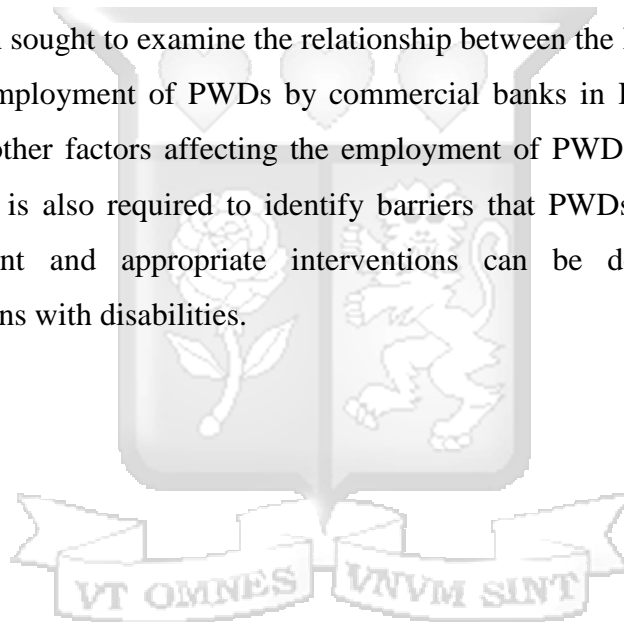 sought to examine the relationship between the
mployment of PWDs by commercial banks in
other factors affecting the employment of PWD
is also required to identify barriers that PWDs
nt and appropriate interventions can be d
ns with disabilities.
VT OMNES VNVM SINT